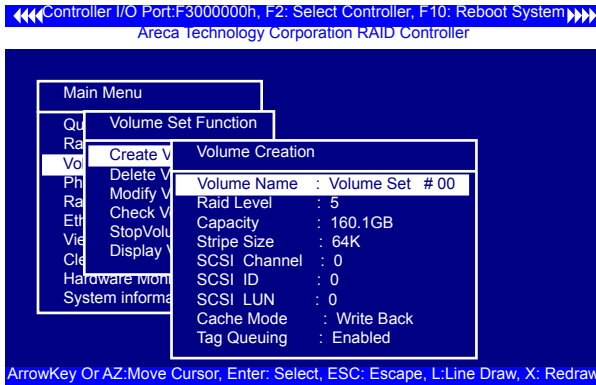 Controller I/O Port:F3000000h, F2: Select Controller, F10: Reboot System
Areca Technology Corporation RAID Controller
Main Menu
Volume Set Function
Volume Creation
Create V
Delete V
Modify V
Check V
StopVolu
Display
Hardware Moni
System informa
Volume Name : Volume Set # 00
Raid Level : 5
Capacity : 160.1GB
Stripe Size : 64K
SCSI Channel : 0
SCSI ID : 0
SCSI LUN : 0
Cache Mode : Write Back
Tag Queuing : Enabled
ArrowKey Or AZ:Move Cursor, Enter: Select, ESC: Escape, L:Line Draw, X: Redraw